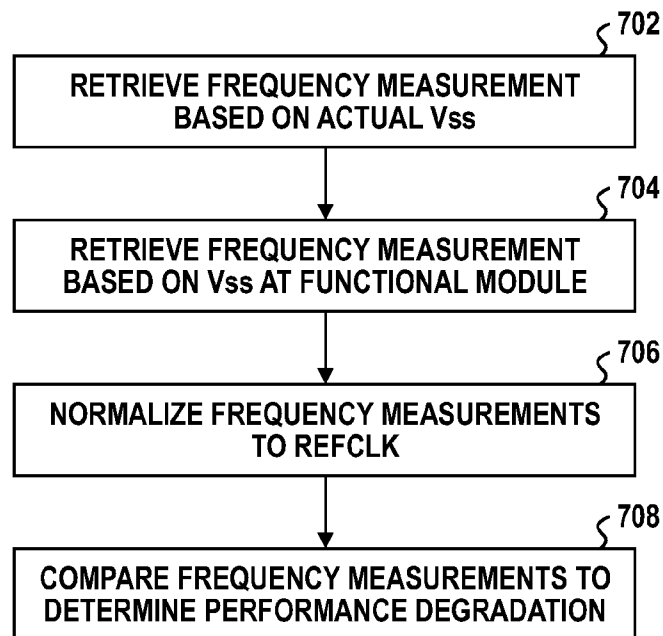 702
RETRIEVE FREQUENCY MEASUREMENT
BASED ON ACTUAL Vss
704
RETRIEVE FREQUENCY MEASUREMENT
BASED ON Vss AT FUNCTIONAL MODULE
706
NORMALIZE FREQUENCY MEASUREMENTS
TO REFCLK
708
COMPARE FREQUENCY MEASUREMENTS TO
DETERMINE PERFORMANCE DEGRADATION